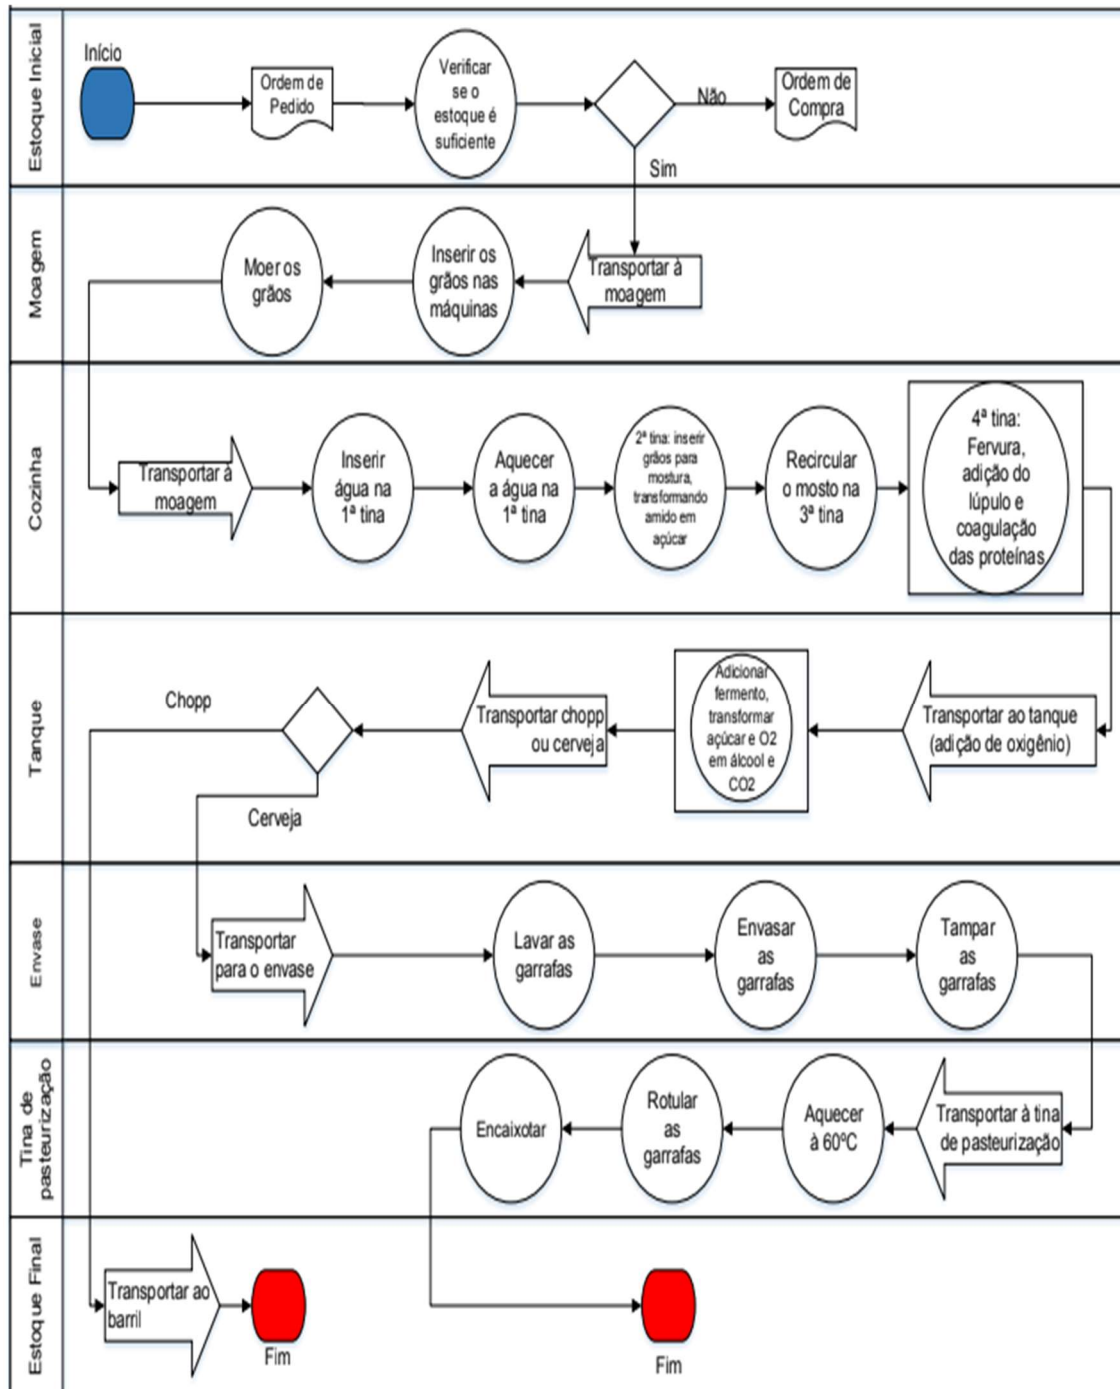 Estoque Inicial
Início
Ordem de
Pedido
Verificar
se o
estoque é
suficiente
Não
Ordem de
Compra
Sim
Moagem
Moer os
grãos
Inserir os
grãos nas
máquinas
Transportar à
moagem
Cozinha
Transportar à
moagem
Inserir
água na
1ª tina
Aquecer
a água na
1ª tina
2ª tina: inserir
grãos para
mostura,
transformando
amido em
açúcar
Recircular
o mosto na
3ª tina
4ª tina:
Fervura,
adição do
lúpulo e
coagulação
das proteínas
Tanque
Chopp
Cerveja
Transportar chopp
ou cerveja
Adicionar
fermento,
transformar
açúcar e O2
em álcool e
CO2
Transportar ao tanque
(adição de oxigênio)
Envase
Transportar
para o envase
Lavar as
garrafas
Envasar
as
garrafas
Tampar
as
garrafas
Tina de
pasteurização
Encaixotar
Rotular
as
garrafas
Aquecer
à 60ºC
Transportar à tina
de pasteurização
Estoque Final
Transportar ao
barril
Fim
Fim